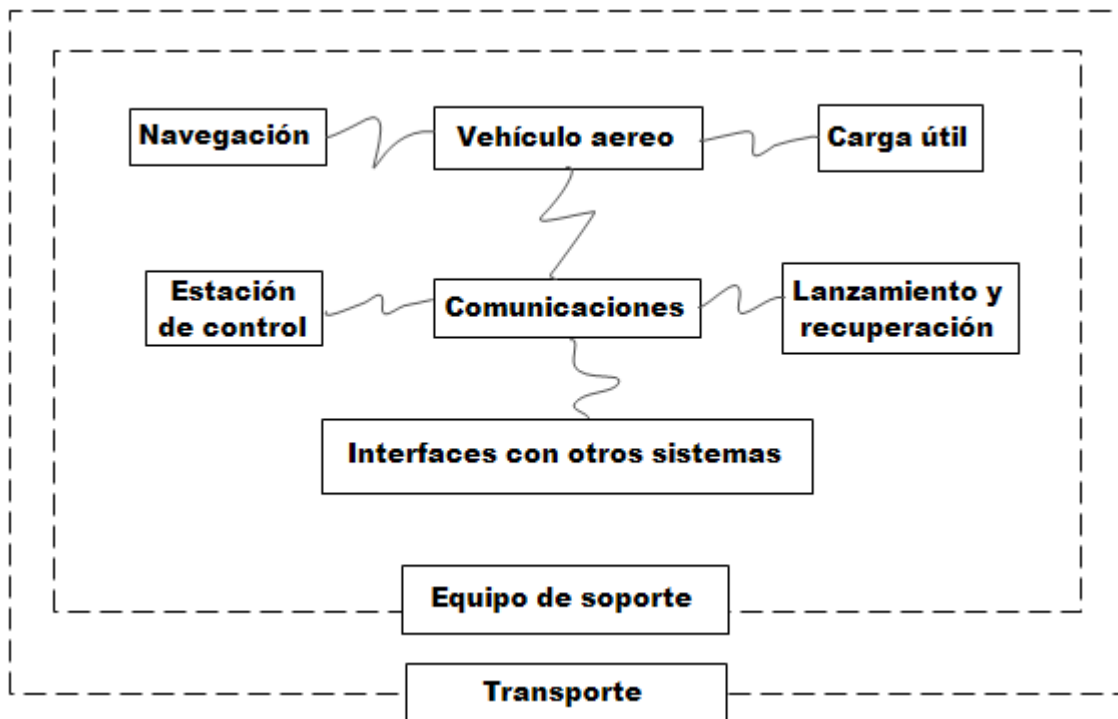 Navegación
Vehículo aereo
Carga útil
Estación
de control
Comunicaciones
Lanzamiento y
recuperación
Interfaces con otros sistemas
Equipo de soporte
Transporte